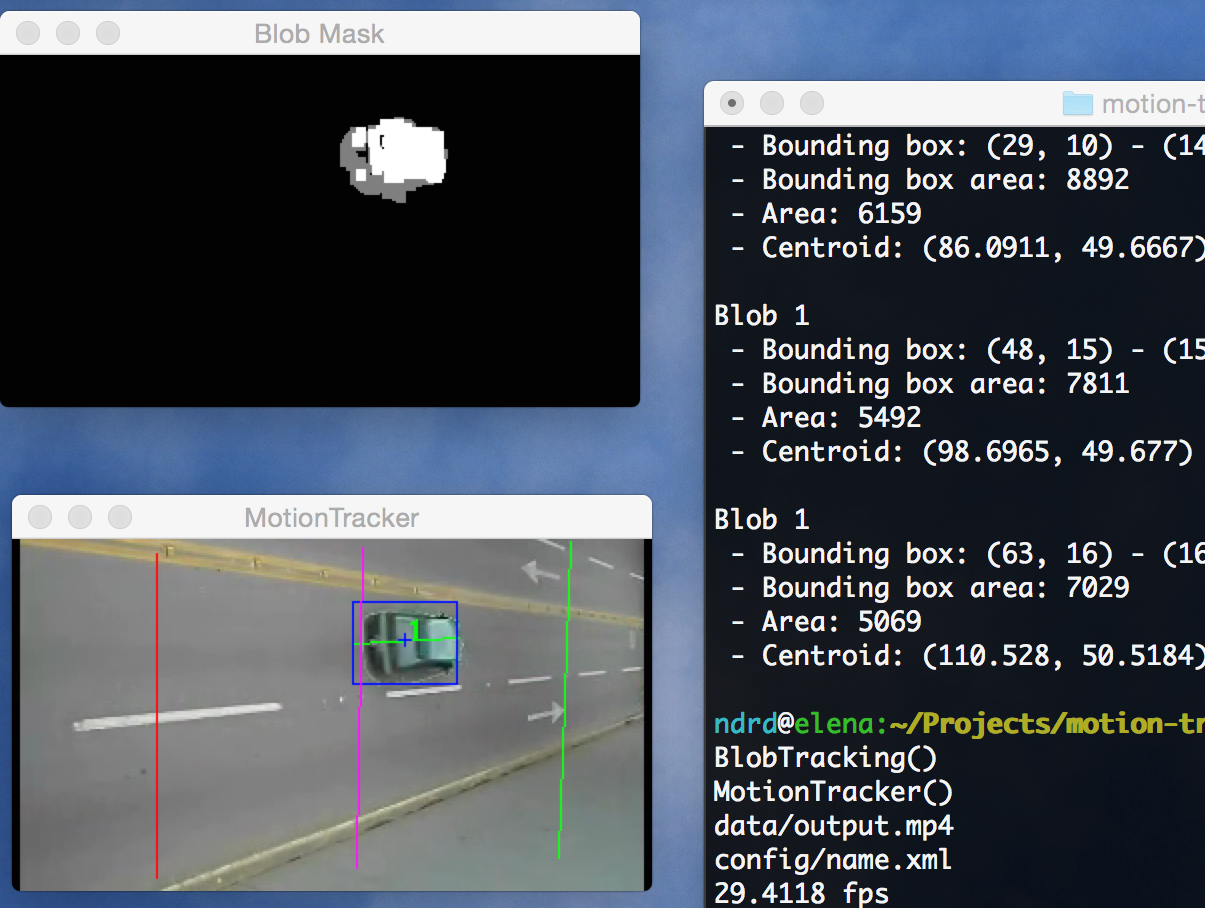 Blob Mask
MotionTracker
1
motion-t
- Bounding box: (29, 10) - (14
- Bounding box area: 8892
- Area: 6159
- Centroid: (86.0911, 49.6667)
Blob 1
- Bounding box: (48, 15) - (15
- Bounding box area: 7811
- Area: 5492
- Centroid: (98.6965, 49.677)
Blob 1
- Bounding box: (63, 16) - (16
- Bounding box area: 7029
- Area: 5069
- Centroid: (110.528, 50.5184)
ndrd@elena:~/Projects/motion-tr
BlobTracking()
MotionTracker()
data/output.mp4
config/name.xml
29.4118 fps